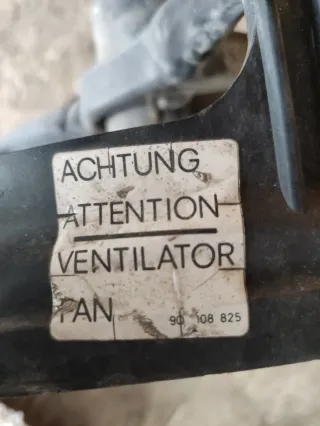 ACHTUNG
ATTENTION
VENTILATOR
FAN 90 108 825